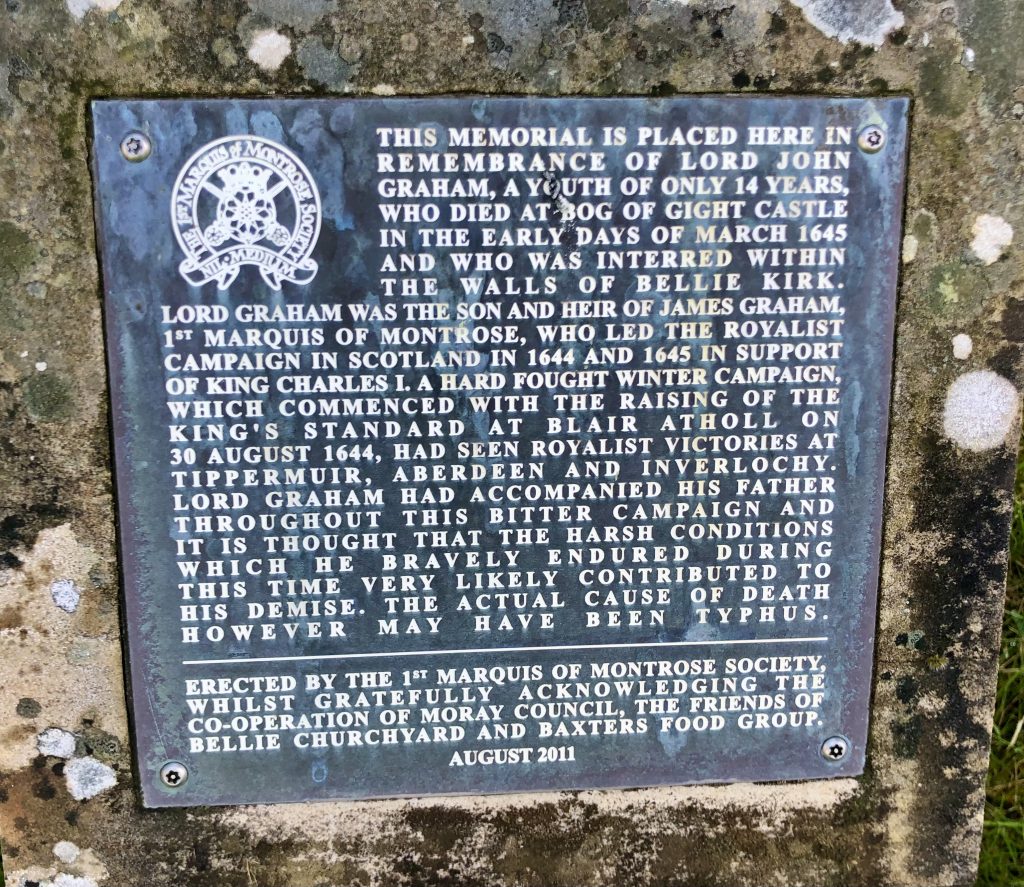 THE 1ST MARQUIS of MONTROSE SOCIETY
NIL · MEDIUM
THIS MEMORIAL IS PLACED HERE IN
REMEMBRANCE OF LORD JOHN
GRAHAM, A YOUTH OF ONLY 14 YEARS,
WHO DIED AT BOG OF GIGHT CASTLE
IN THE EARLY DAYS OF MARCH 1645
AND WHO WAS INTERRED WITHIN
THE WALLS OF BELLIE KIRK.
LORD GRAHAM WAS THE SON AND HEIR OF JAMES GRAHAM,
1ST MARQUIS OF MONTROSE, WHO LED THE ROYALIST
CAMPAIGN IN SCOTLAND IN 1644 AND 1645 IN SUPPORT
OF KING CHARLES I. A HARD FOUGHT WINTER CAMPAIGN,
WHICH COMMENCED WITH THE RAISING OF THE
KING'S STANDARD AT BLAIR ATHOLL ON
30 AUGUST 1644, HAD SEEN ROYALIST VICTORIES AT
TIPPERMUIR, ABERDEEN AND INVERLOCHY.
LORD GRAHAM HAD ACCOMPANIED HIS FATHER
THROUGHOUT THIS BITTER CAMPAIGN AND
IT IS THOUGHT THAT THE HARSH CONDITIONS
WHICH HE BRAVELY ENDURED DURING
THIS TIME VERY LIKELY CONTRIBUTED TO
HIS DEMISE. THE ACTUAL CAUSE OF DEATH
HOWEVER MAY HAVE BEEN TYPHUS.
ERECTED BY THE 1ST MARQUIS OF MONTROSE SOCIETY,
WHILST GRATEFULLY ACKNOWLEDGING THE
CO-OPERATION OF MORAY COUNCIL, THE FRIENDS OF
BELLIE CHURCHYARD AND BAXTERS FOOD GROUP.
AUGUST 2011